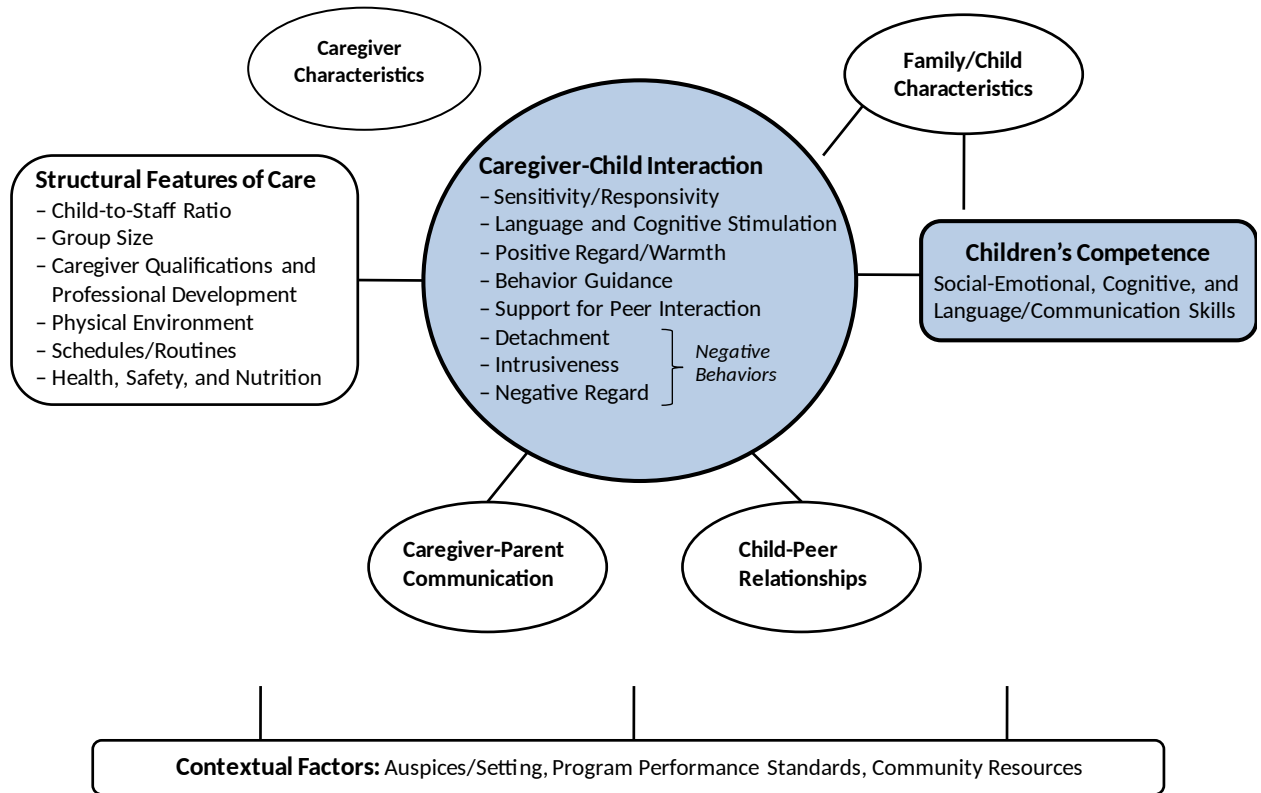 Caregiver
Characteristics
Family/Child
Characteristics
Structural Features of Care
– Child-to-Staff Ratio
– Group Size
– Caregiver Qualifications and
Professional Development
– Physical Environment
– Schedules/Routines
– Health, Safety, and Nutrition
Caregiver-Child Interaction
– Sensitivity/Responsivity
– Language and Cognitive Stimulation
– Positive Regard/Warmth
– Behavior Guidance
– Support for Peer Interaction
– Detachment
– Intrusiveness
– Negative Regard
Negative
Behaviors
Children’s Competence
Social-Emotional, Cognitive, and
Language/Communication Skills
Caregiver-Parent
Communication
Child-Peer
Relationships
Contextual Factors: Auspices/Setting, Program Performance Standards, Community Resources